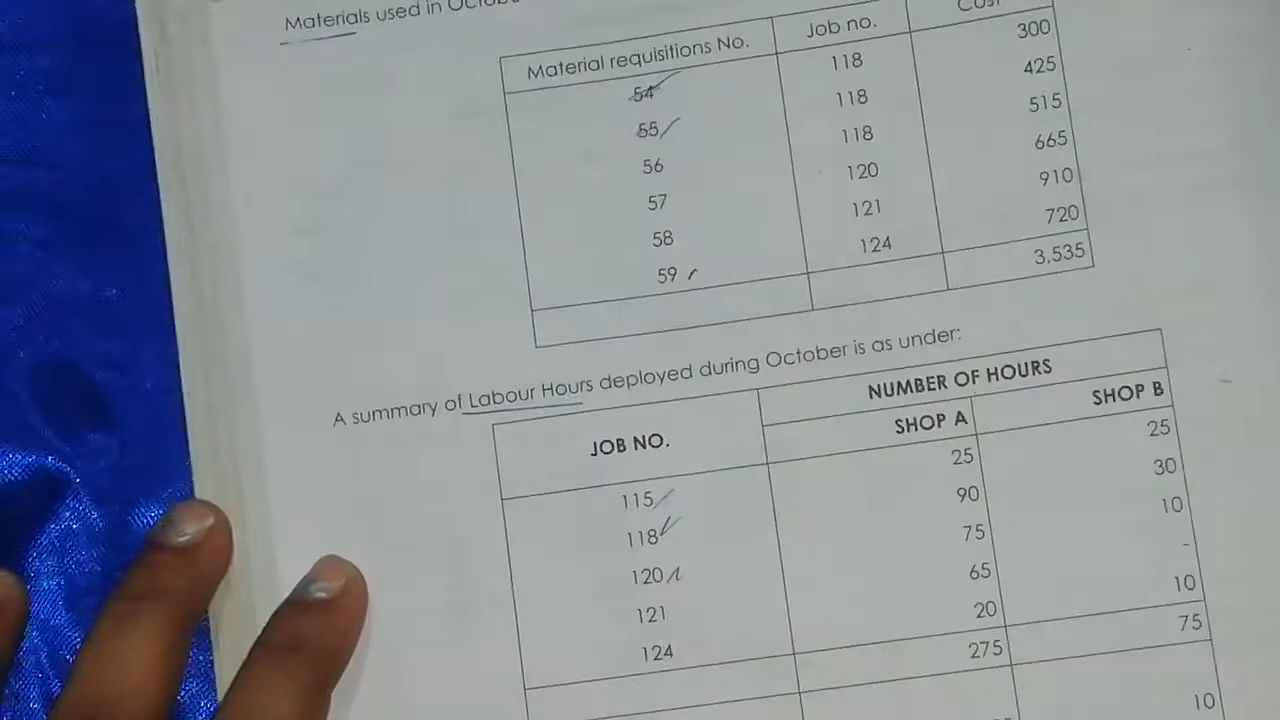 Materials used in
Material requisitions No. Job no. Cost
54 118 300
55 118 425
56 118 515
57 120 665
58 121 910
59 124 720
3,535
A summary of Labour Hours deployed during October is as under:
JOB NO. NUMBER OF HOURS
SHOP A SHOP B
115 25 25
118 90 30
120 75 10
121 65 -
124 20 10
275 75
10